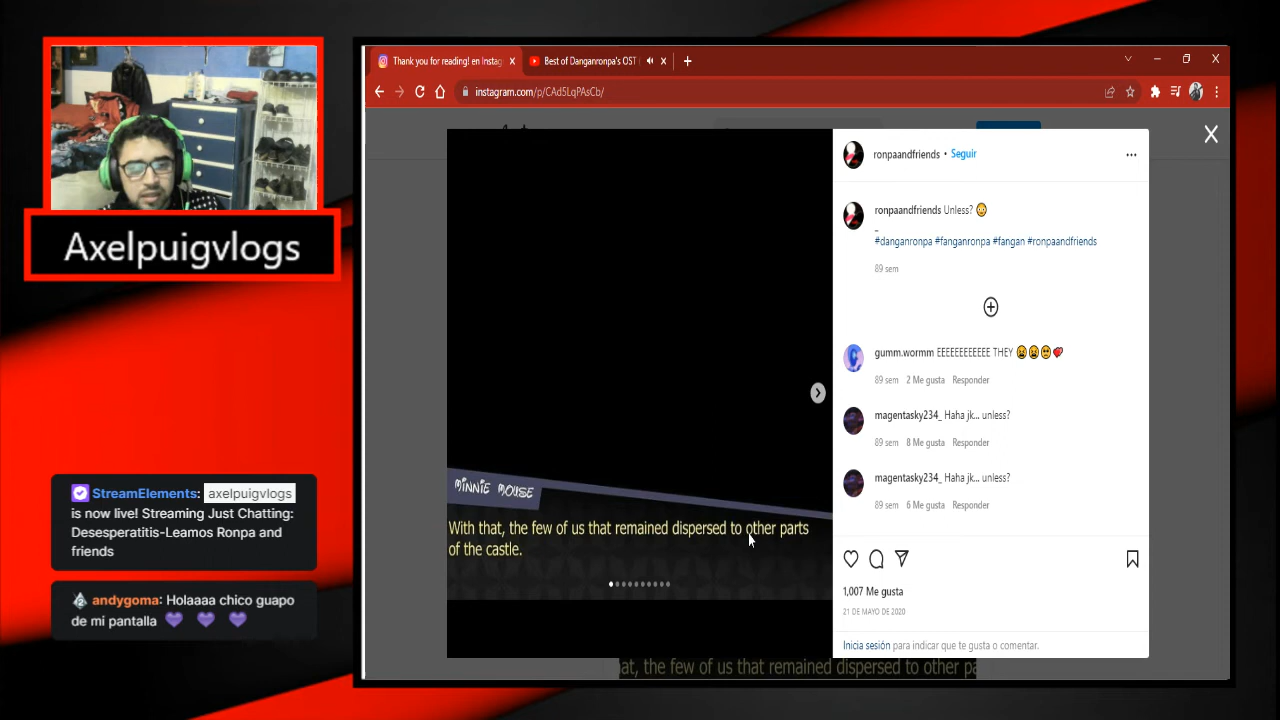 Thank you for reading! en Instag
Best of Danganronpa's OST
instagram.com/p/CAd5LqPAsCb/
Axelpuigvlogs
StreamElements: axelpuigvlogs
is now live! Streaming Just Chatting:
Desesperatitis-Leamos Ronpa and
friends
andygoma: Holaaaa chico guapo
de mi pantalla
MINNIE MOUSE
With that, the few of us that remained dispersed to other parts
of the castle.
ronpaandfriends • Seguir
ronpaandfriends Unless?
_
#danganronpa #fanganronpa #fangan #ronpaandfriends
89 sem
gumm.wormm EEEEEEEEEEEE THEY
89 sem 2 Me gusta Responder
magentasky234_ Haha jk... unless?
89 sem 8 Me gusta Responder
magentasky234_ Haha jk... unless?
89 sem 6 Me gusta Responder
1,007 Me gusta
21 DE MAYO DE 2020
Inicia sesión para indicar que te gusta o comentar.
hat, the few of us that remained dispersed to other pa